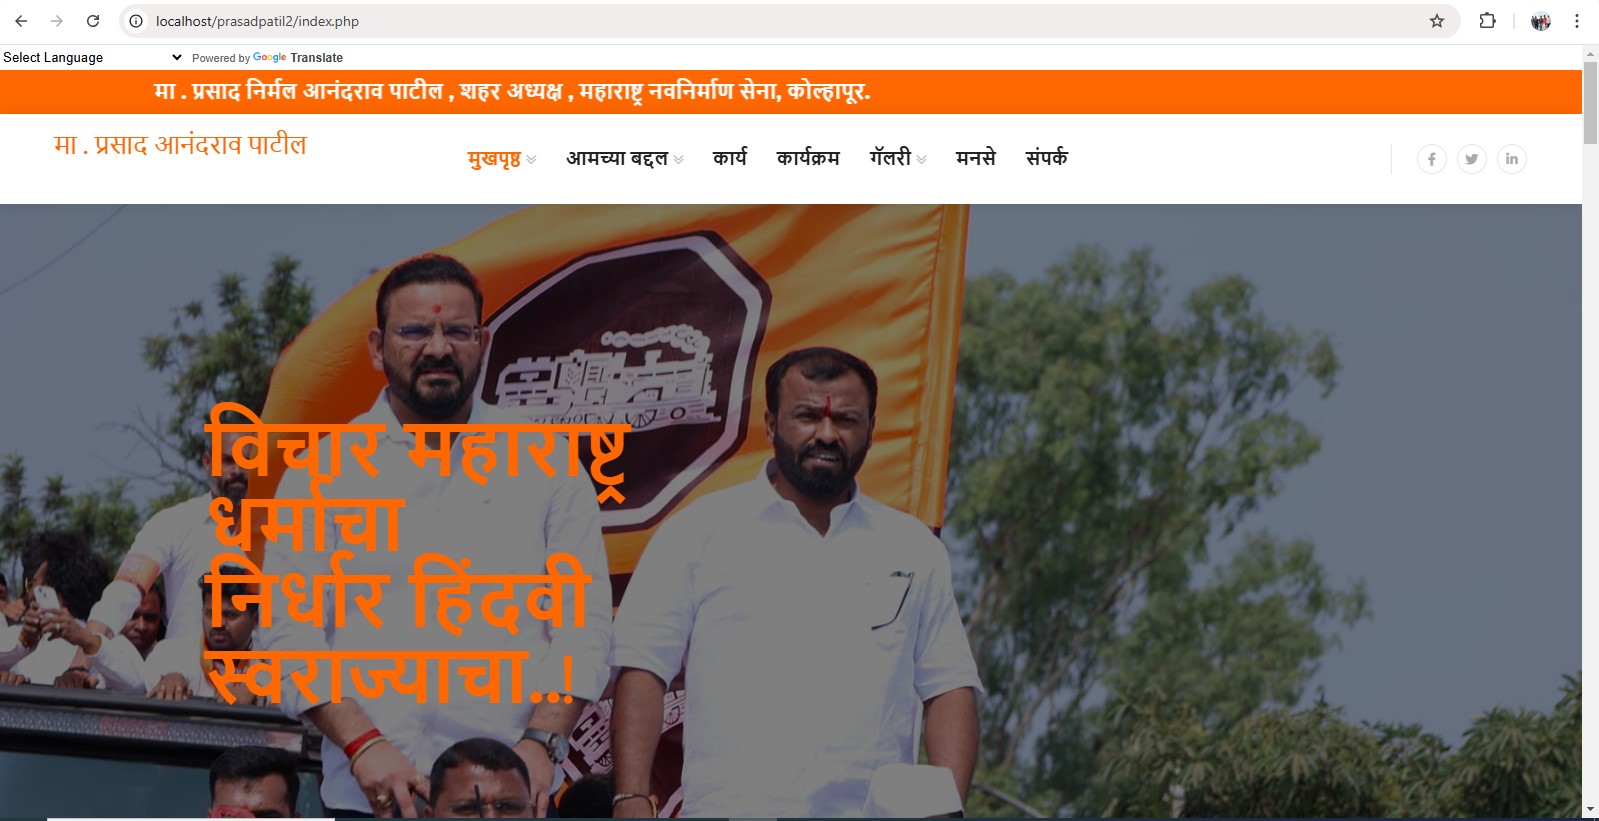 localhost/prasadpatil2/index.php
Select Language Powered by Google Translate
मा . प्रसाद निर्मल आनंदराव पाटील , शहर अध्यक्ष , महाराष्ट्र नवनिर्माण सेना, कोल्हापूर.
मा . प्रसाद आनंदराव पाटील
मुखपृष्ठ आमच्या बद्दल कार्य कार्यक्रम गॅलरी मनसे संपर्क
विचार महाराष्ट्र
धर्माचा
निर्धार हिंदवी
स्वराज्याचा..!